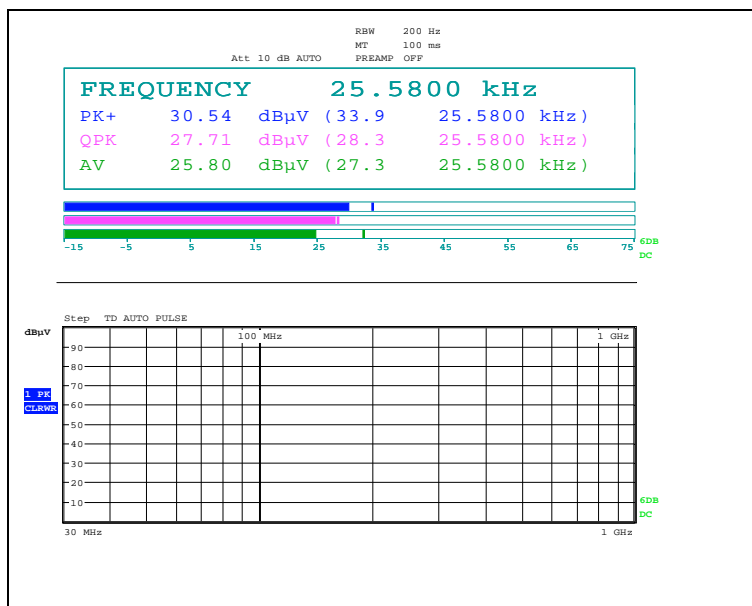 RBW 200 Hz
MT 100 ms
Att 10 dB AUTO PREAMP OFF
FREQUENCY 25.5800 kHz
PK+ 30.54 dBµV (33.9 25.5800 kHz)
QPK 27.71 dBµV (28.3 25.5800 kHz)
AV 25.80 dBµV (27.3 25.5800 kHz)
-15 -5 5 15 25 35 45 55 65 75
6DB
DC
Step TD AUTO PULSE
dBµV
100 MHz 1 GHz
90
80
70
1 PK
60
CLRWR
50
40
30
20
10
6DB
DC
30 MHz 1 GHz